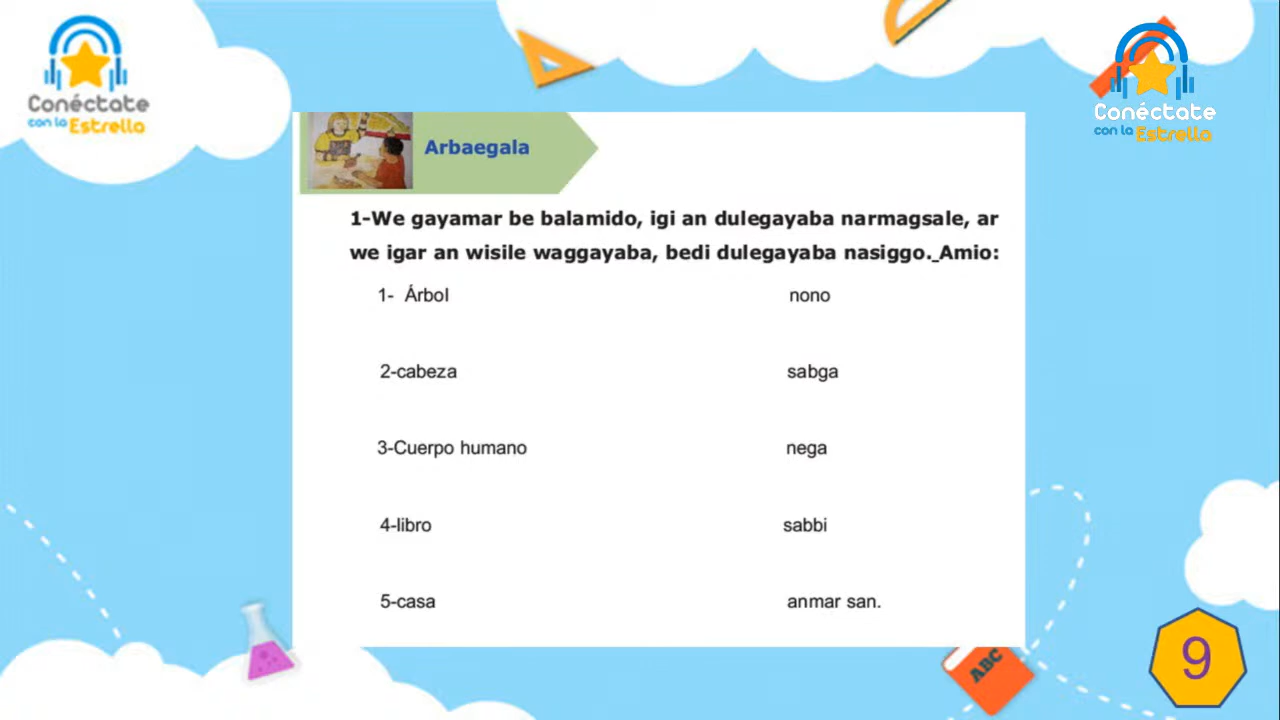 Conéctate
con la Estrella
Conéctate
con la Estrella
Arbaegala
1-We gayamar be balamido, igi an dulegayaba narmagsale, ar
we igar an wisile waggayaba, bedi dulegayaba nasiggo._Amio:
1- Árbol nono
2-cabeza sabga
3-Cuerpo humano nega
4-libro sabbi
5-casa anmar san.
ABC
9